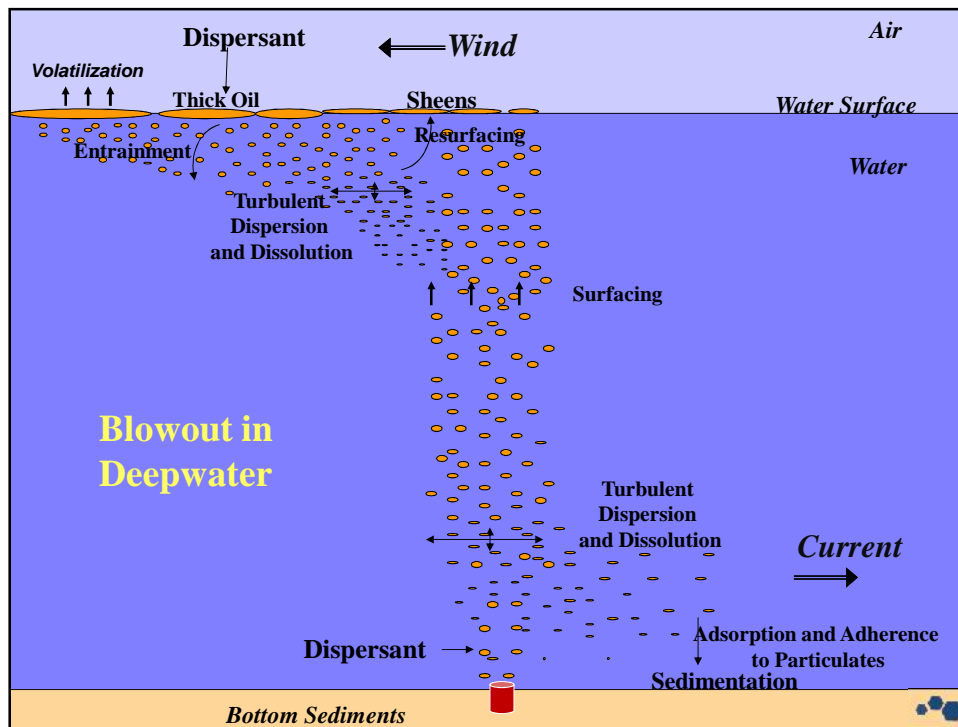 Air
Dispersant
Wind
Volatilization
Thick Oil
Sheens
Water Surface
Resurfacing
Entrainment
Water
Turbulent
Dispersion
and Dissolution
Surfacing
Blowout in
Deepwater
Turbulent
Dispersion
and Dissolution
Current
Dispersant
Adsorption and Adherence
to Particulates
Sedimentation
Bottom Sediments